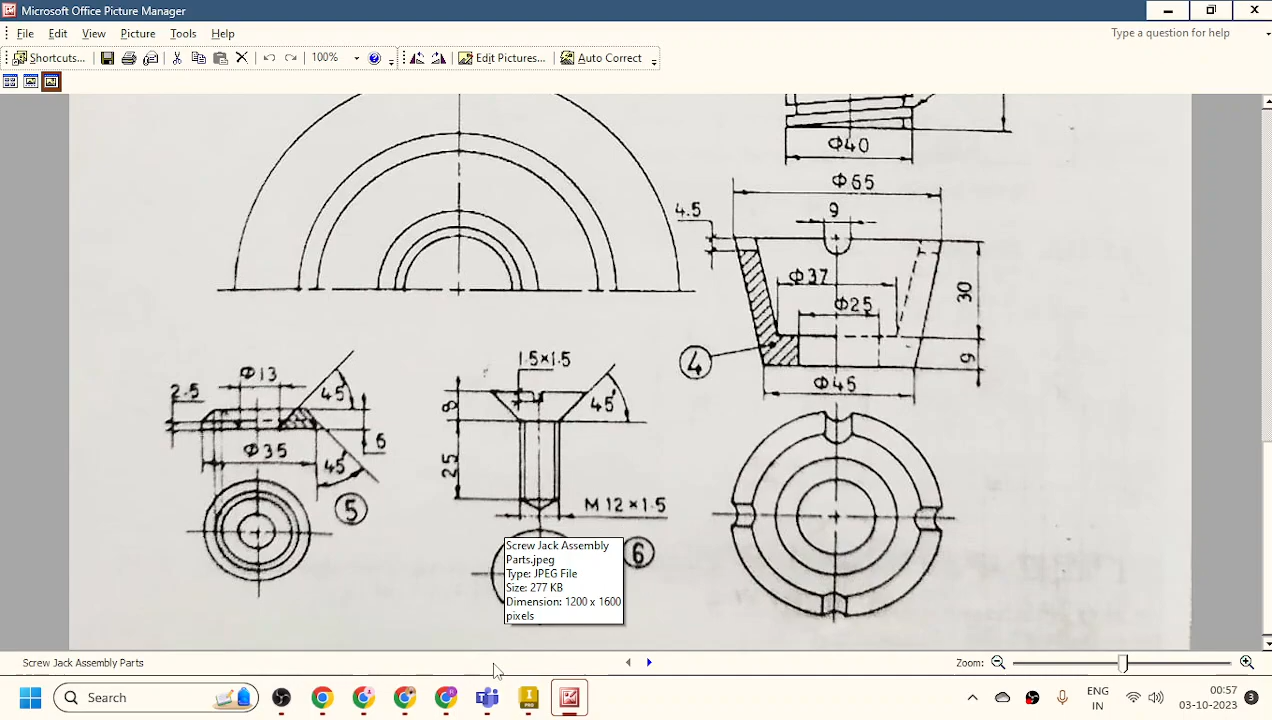 Microsoft Office Picture Manager
File Edit View Picture Tools Help
Type a question for help
Shortcuts...
100%
Edit Pictures...
Auto Correct
Φ40
Φ65
4.5
9
Φ37
Φ25
30
9
4
Φ45
1.5×1.5
Φ13
2.5
45°
8
45°
6
Φ35
45°
25
5
M 12 × 1.5
6
Screw Jack Assembly
Parts.jpeg
Type: JPEG File
Size: 277 KB
Dimension: 1200 x 1600
pixels
Screw Jack Assembly Parts
Zoom:
Search
PRO
ENG
IN
00:57
03-10-2023
3